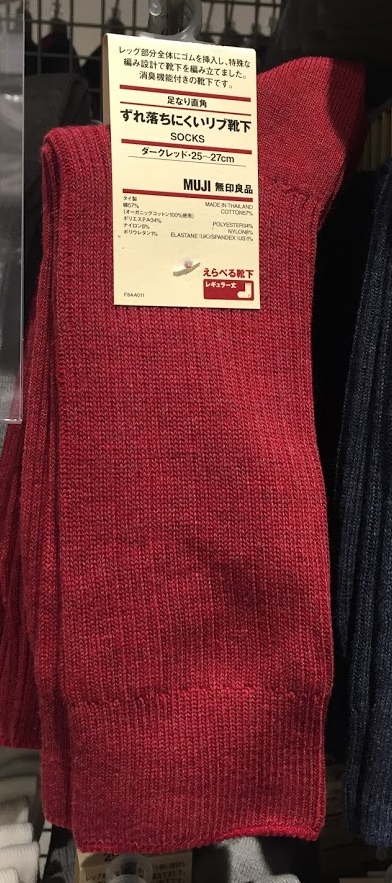 レッグ部分全体にゴムを挿入し、特殊な
編み設計で靴下を編み立てました。
消臭機能付きの靴下です。
足なり直角
ずれ落ちにくいリブ靴下
SOCKS
ダークレッド・25〜27cm
MUJI 無印良品
タイ製
綿57%
(オーガニックコットン100%使用)
ポリエステル34%
ナイロン8%
ポリウレタン1%
MADE IN THAILAND
COTTON57%
POLYESTER34%
NYLON8%
ELASTANE (UK)/SPANDEX (US)1%
えらべる靴下
レギュラー丈